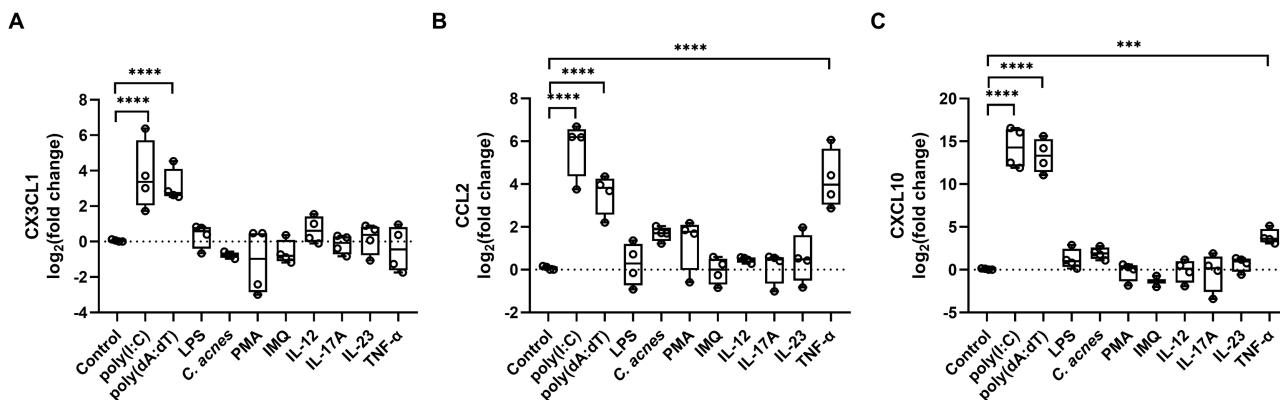 A
CX3CL1
log2(fold change)
8
6
4
2
0
-2
-4
****
****
Control
poly(I:C)
poly(dA:dT)
LPS
C. acnes
PMA
IMQ
IL-12
IL-17A
IL-23
TNF-α
B
CCL2
log2(fold change)
8
6
4
2
0
-2
****
****
****
Control
poly(I:C)
poly(dA:dT)
LPS
C. acnes
PMA
IMQ
IL-12
IL-17A
IL-23
TNF-α
C
CXCL10
log2(fold change)
20
15
10
5
0
-5
***
****
****
Control
poly(I:C)
poly(dA:dT)
LPS
C. acnes
PMA
IMQ
IL-12
IL-17A
IL-23
TNF-α